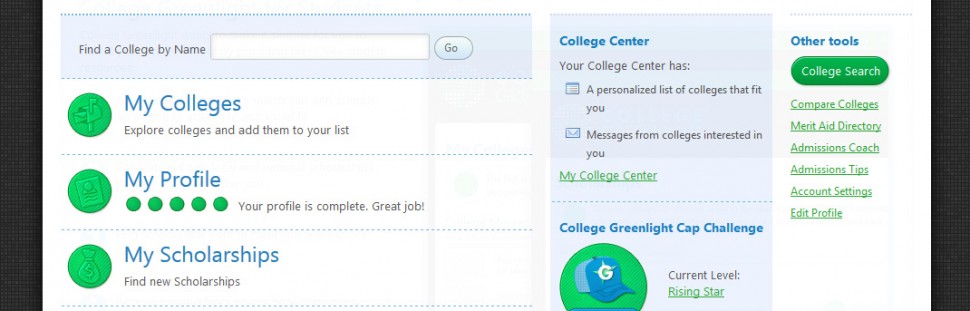 Find a College by Name
Go
My Colleges
Explore colleges and add them to your list
My Profile
Your profile is complete. Great job!
My Scholarships
Find new Scholarships
College Center
Your College Center has:
A personalized list of colleges that fit
you
Messages from colleges interested in
you
My College Center
College Greenlight Cap Challenge
G
Current Level:
Rising Star
Other tools
College Search
Compare Colleges
Merit Aid Directory
Admissions Coach
Admissions Tips
Account Settings
Edit Profile